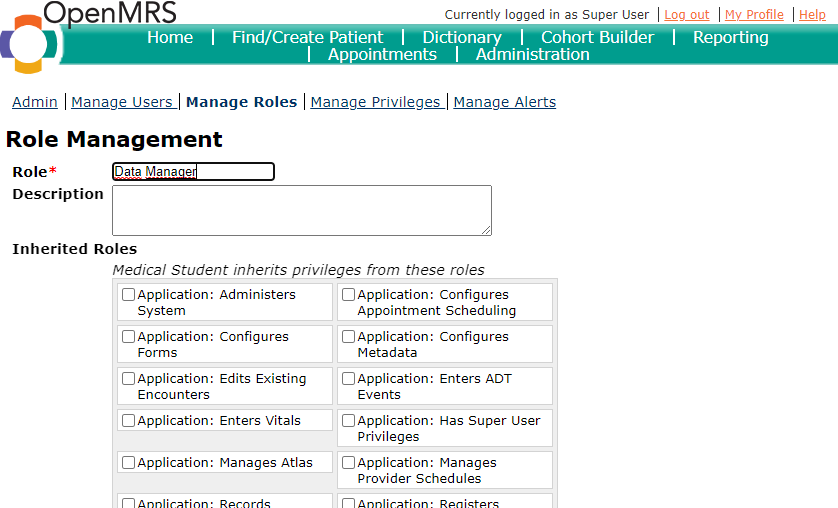 OpenMRS
Currently logged in as Super User | Log out | My Profile | Help
Home | Find/Create Patient | Dictionary | Cohort Builder | Reporting
| Appointments | Administration
Admin | Manage Users | Manage Roles | Manage Privileges | Manage Alerts
Role Management
Role* Data Manager
Description
Inherited Roles
Medical Student inherits privileges from these roles
Application: Administers System
Application: Configures Appointment Scheduling
Application: Configures Forms
Application: Configures Metadata
Application: Edits Existing Encounters
Application: Enters ADT Events
Application: Enters Vitals
Application: Has Super User Privileges
Application: Manages Atlas
Application: Manages Provider Schedules
Application: Records
Application: Registers